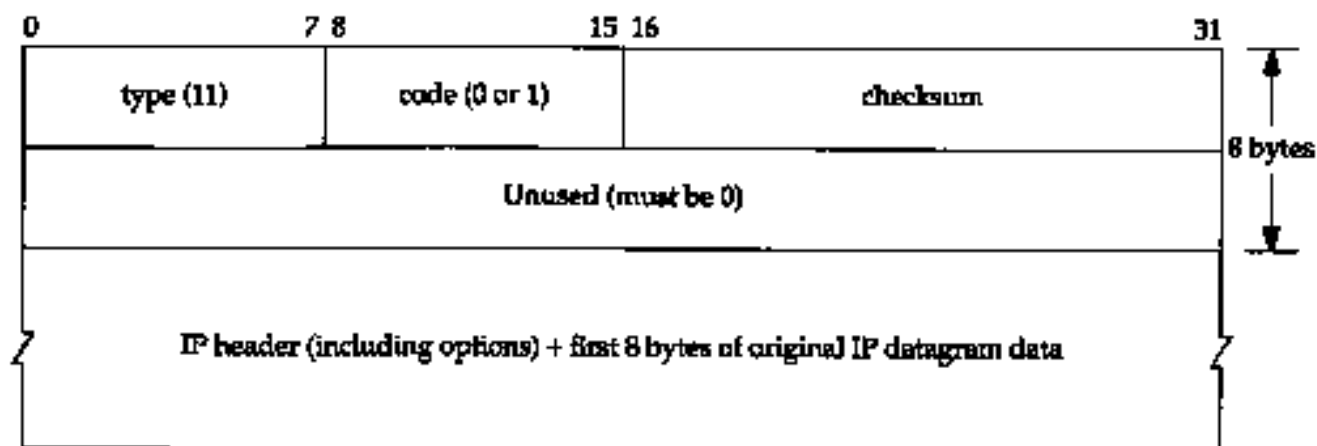 0 7 8 15 16 31
type (11) code (0 or 1) checksum
8 bytes
Unused (must be 0)
IP header (including options) + first 8 bytes of original IP datagram data